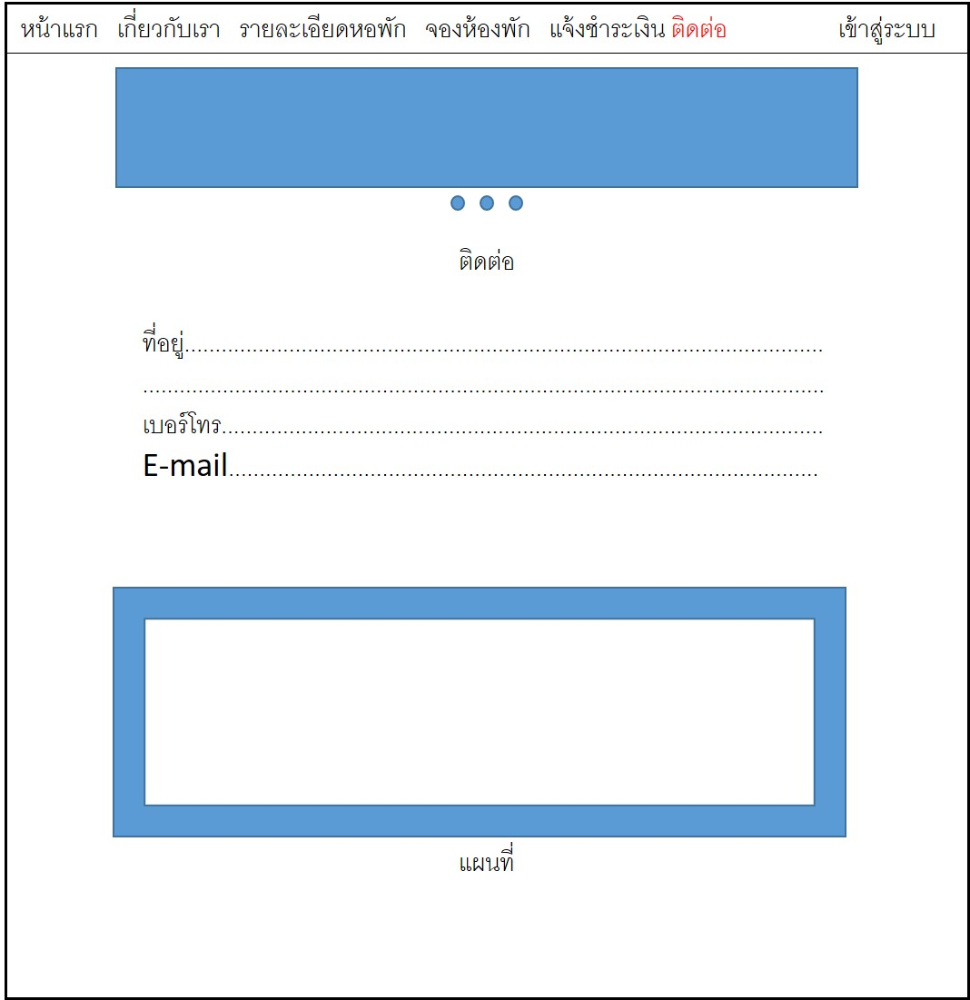 หน้าแรก เกี่ยวกับเรา รายละเอียดหอพัก จองห้องพัก แจ้งชำระเงิน ติดต่อ เข้าสู่ระบบ
ติดต่อ
ที่อยู่..........................................................................................................
.................................................................................................................
เบอร์โทร....................................................................................................
E-mail..................................................................................................
แผนที่